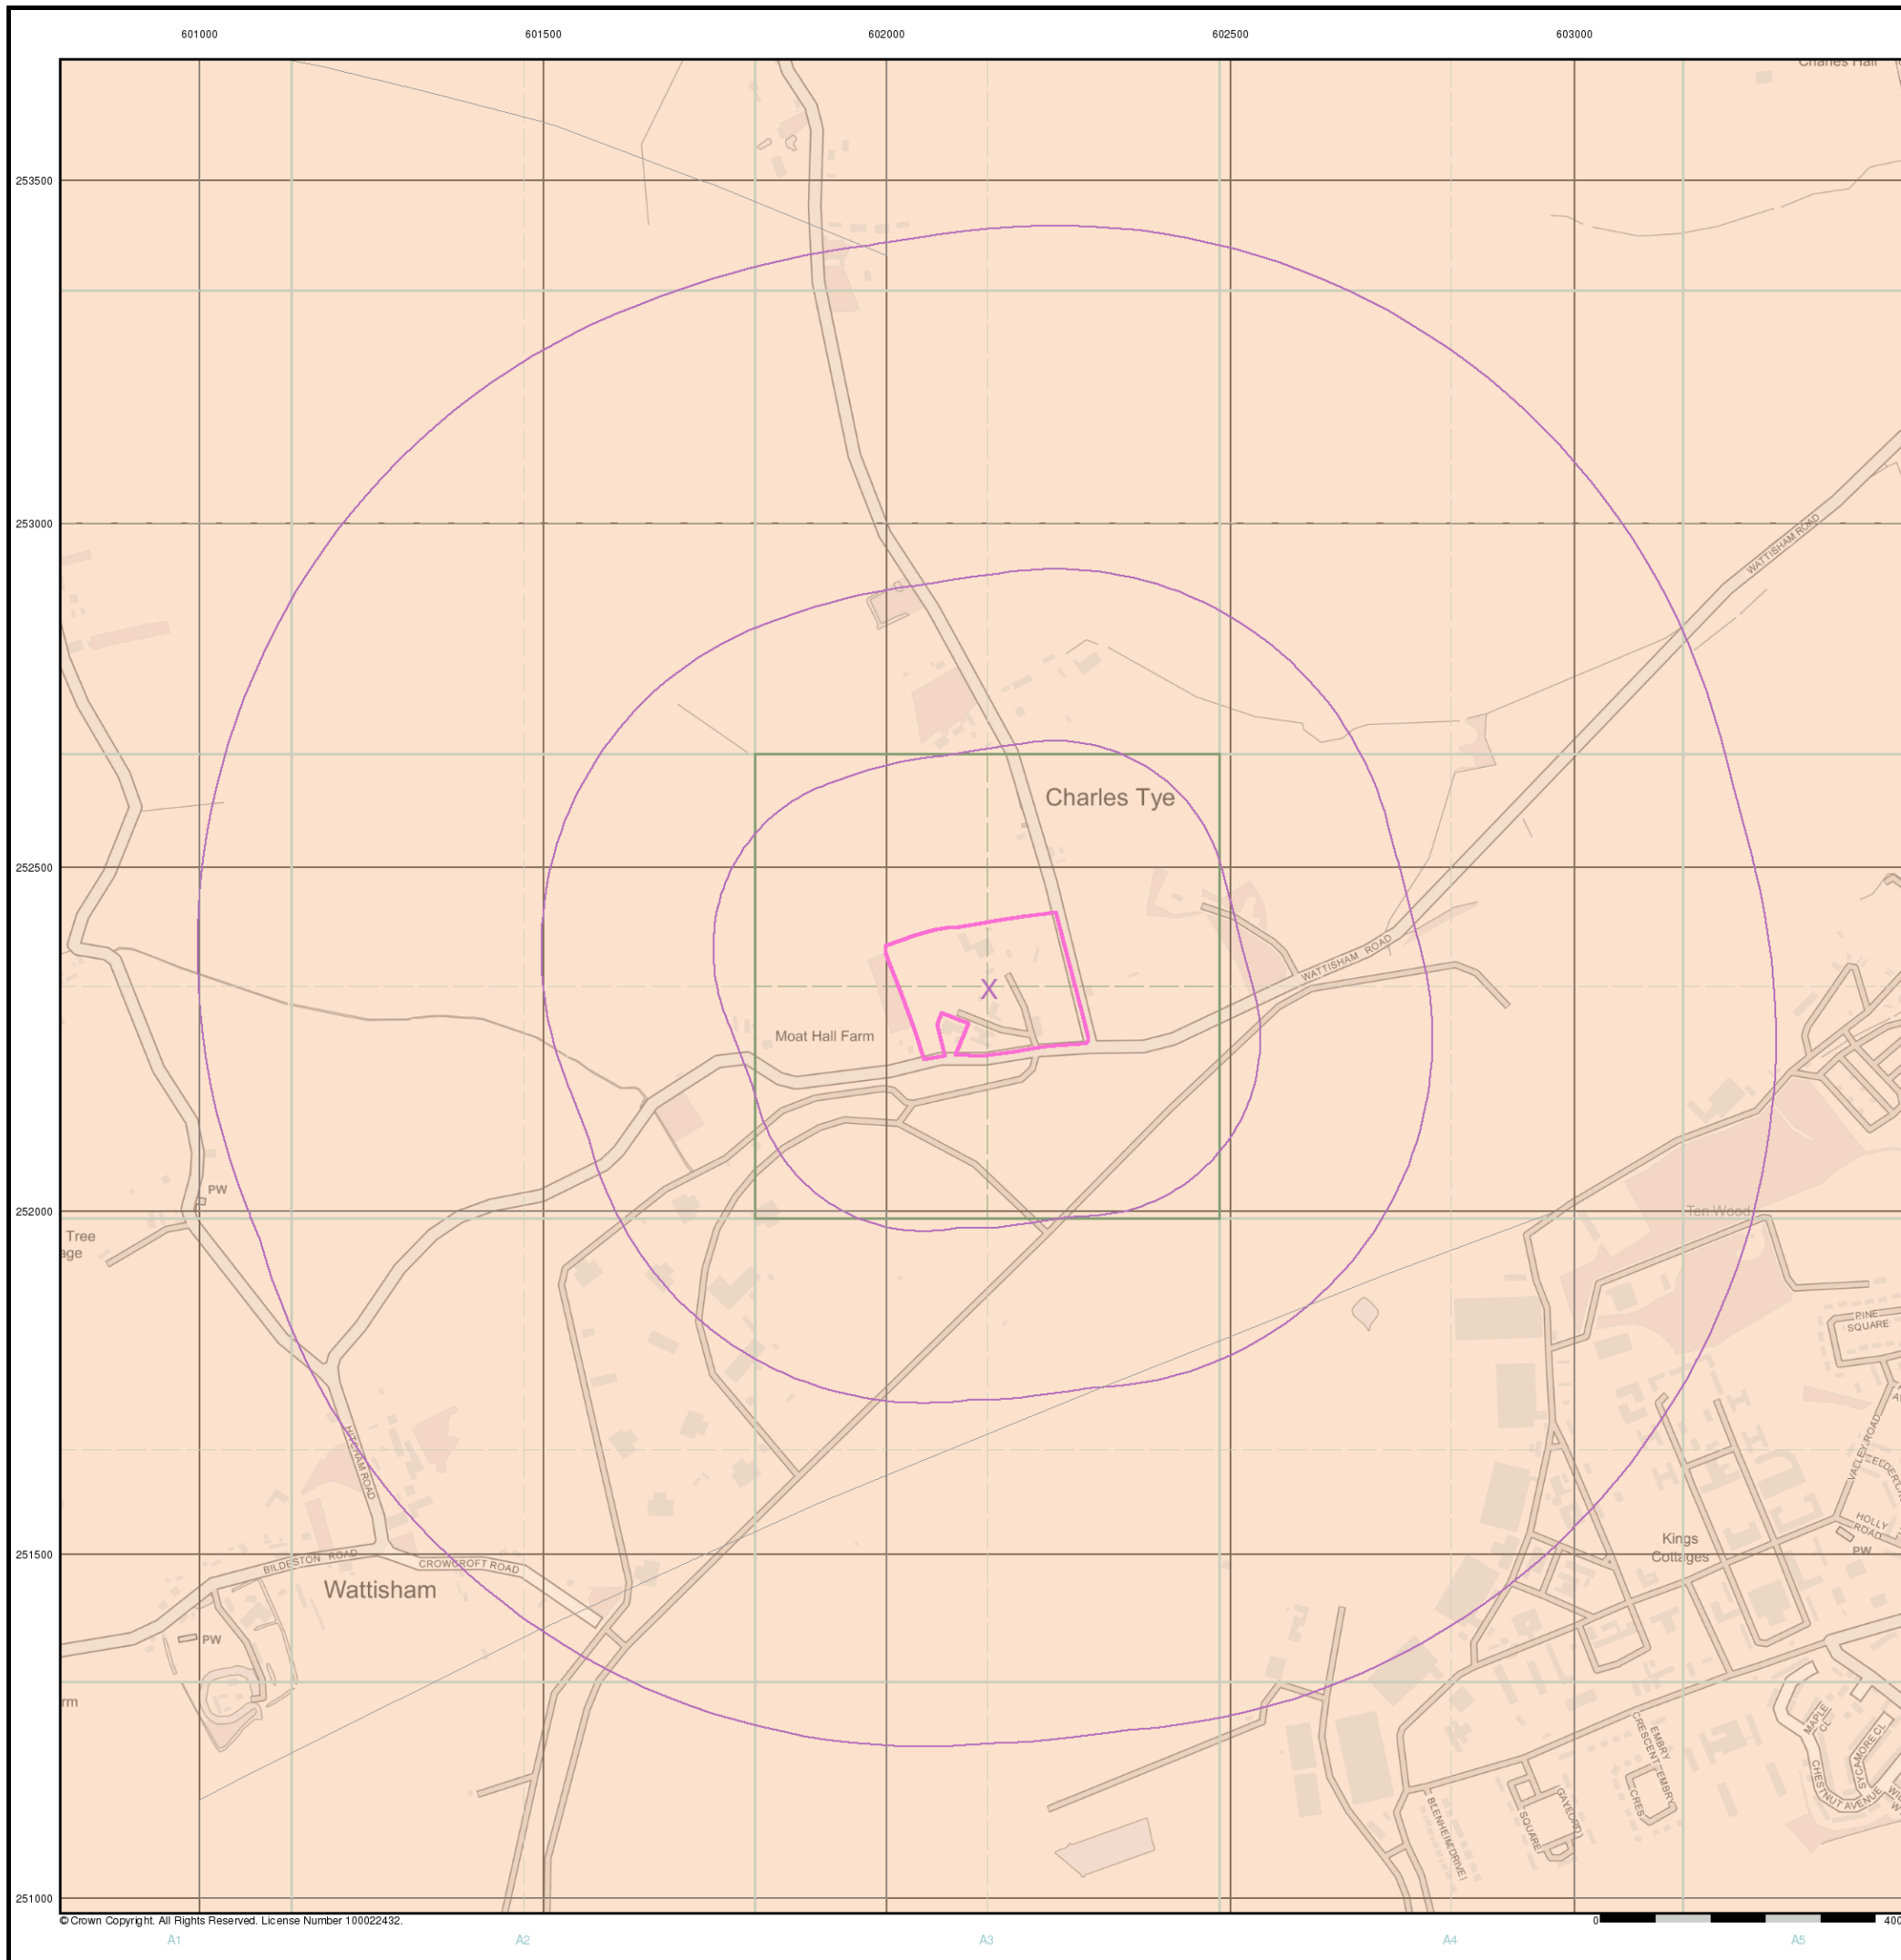 601000 601500 602000 602500 603000
Charles Hall
253500
253000
WATTISHAM ROAD
Charles Tye
252500
WATTISHAM ROAD
X
Moat Hall Farm
PW
252000
Tree
Ten Wood
PINE
SQUARE
HITCHAM ROAD
VALLEY ROAD
HOLLY
ROAD
Kings
Cottages
PW
251500
BILDESTON ROAD
CROWCROFT ROAD
Wattisham
PW
MAPLE
CL
EMBRY
CRESCENT
EMBRY
CRES
SYCAMORE CL
CHESTNUT AVENUE
BLENHEIM DRIVE
GAYFORD
SQUARE
251000
© Crown Copyright. All Rights Reserved. License Number 100022432.
0 400
A1 A2 A3 A4 A5